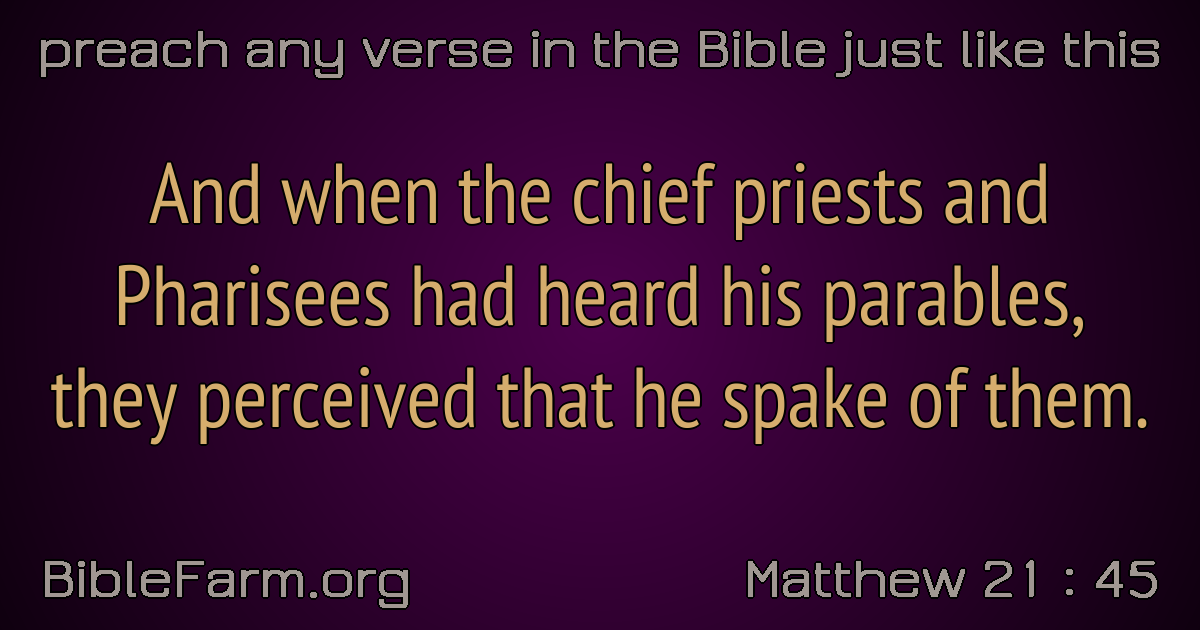 preach any verse in the Bible just like this
And when the chief priests and
Pharisees had heard his parables,
they perceived that he spake of them.
BibleFarm.org
Matthew 21 : 45